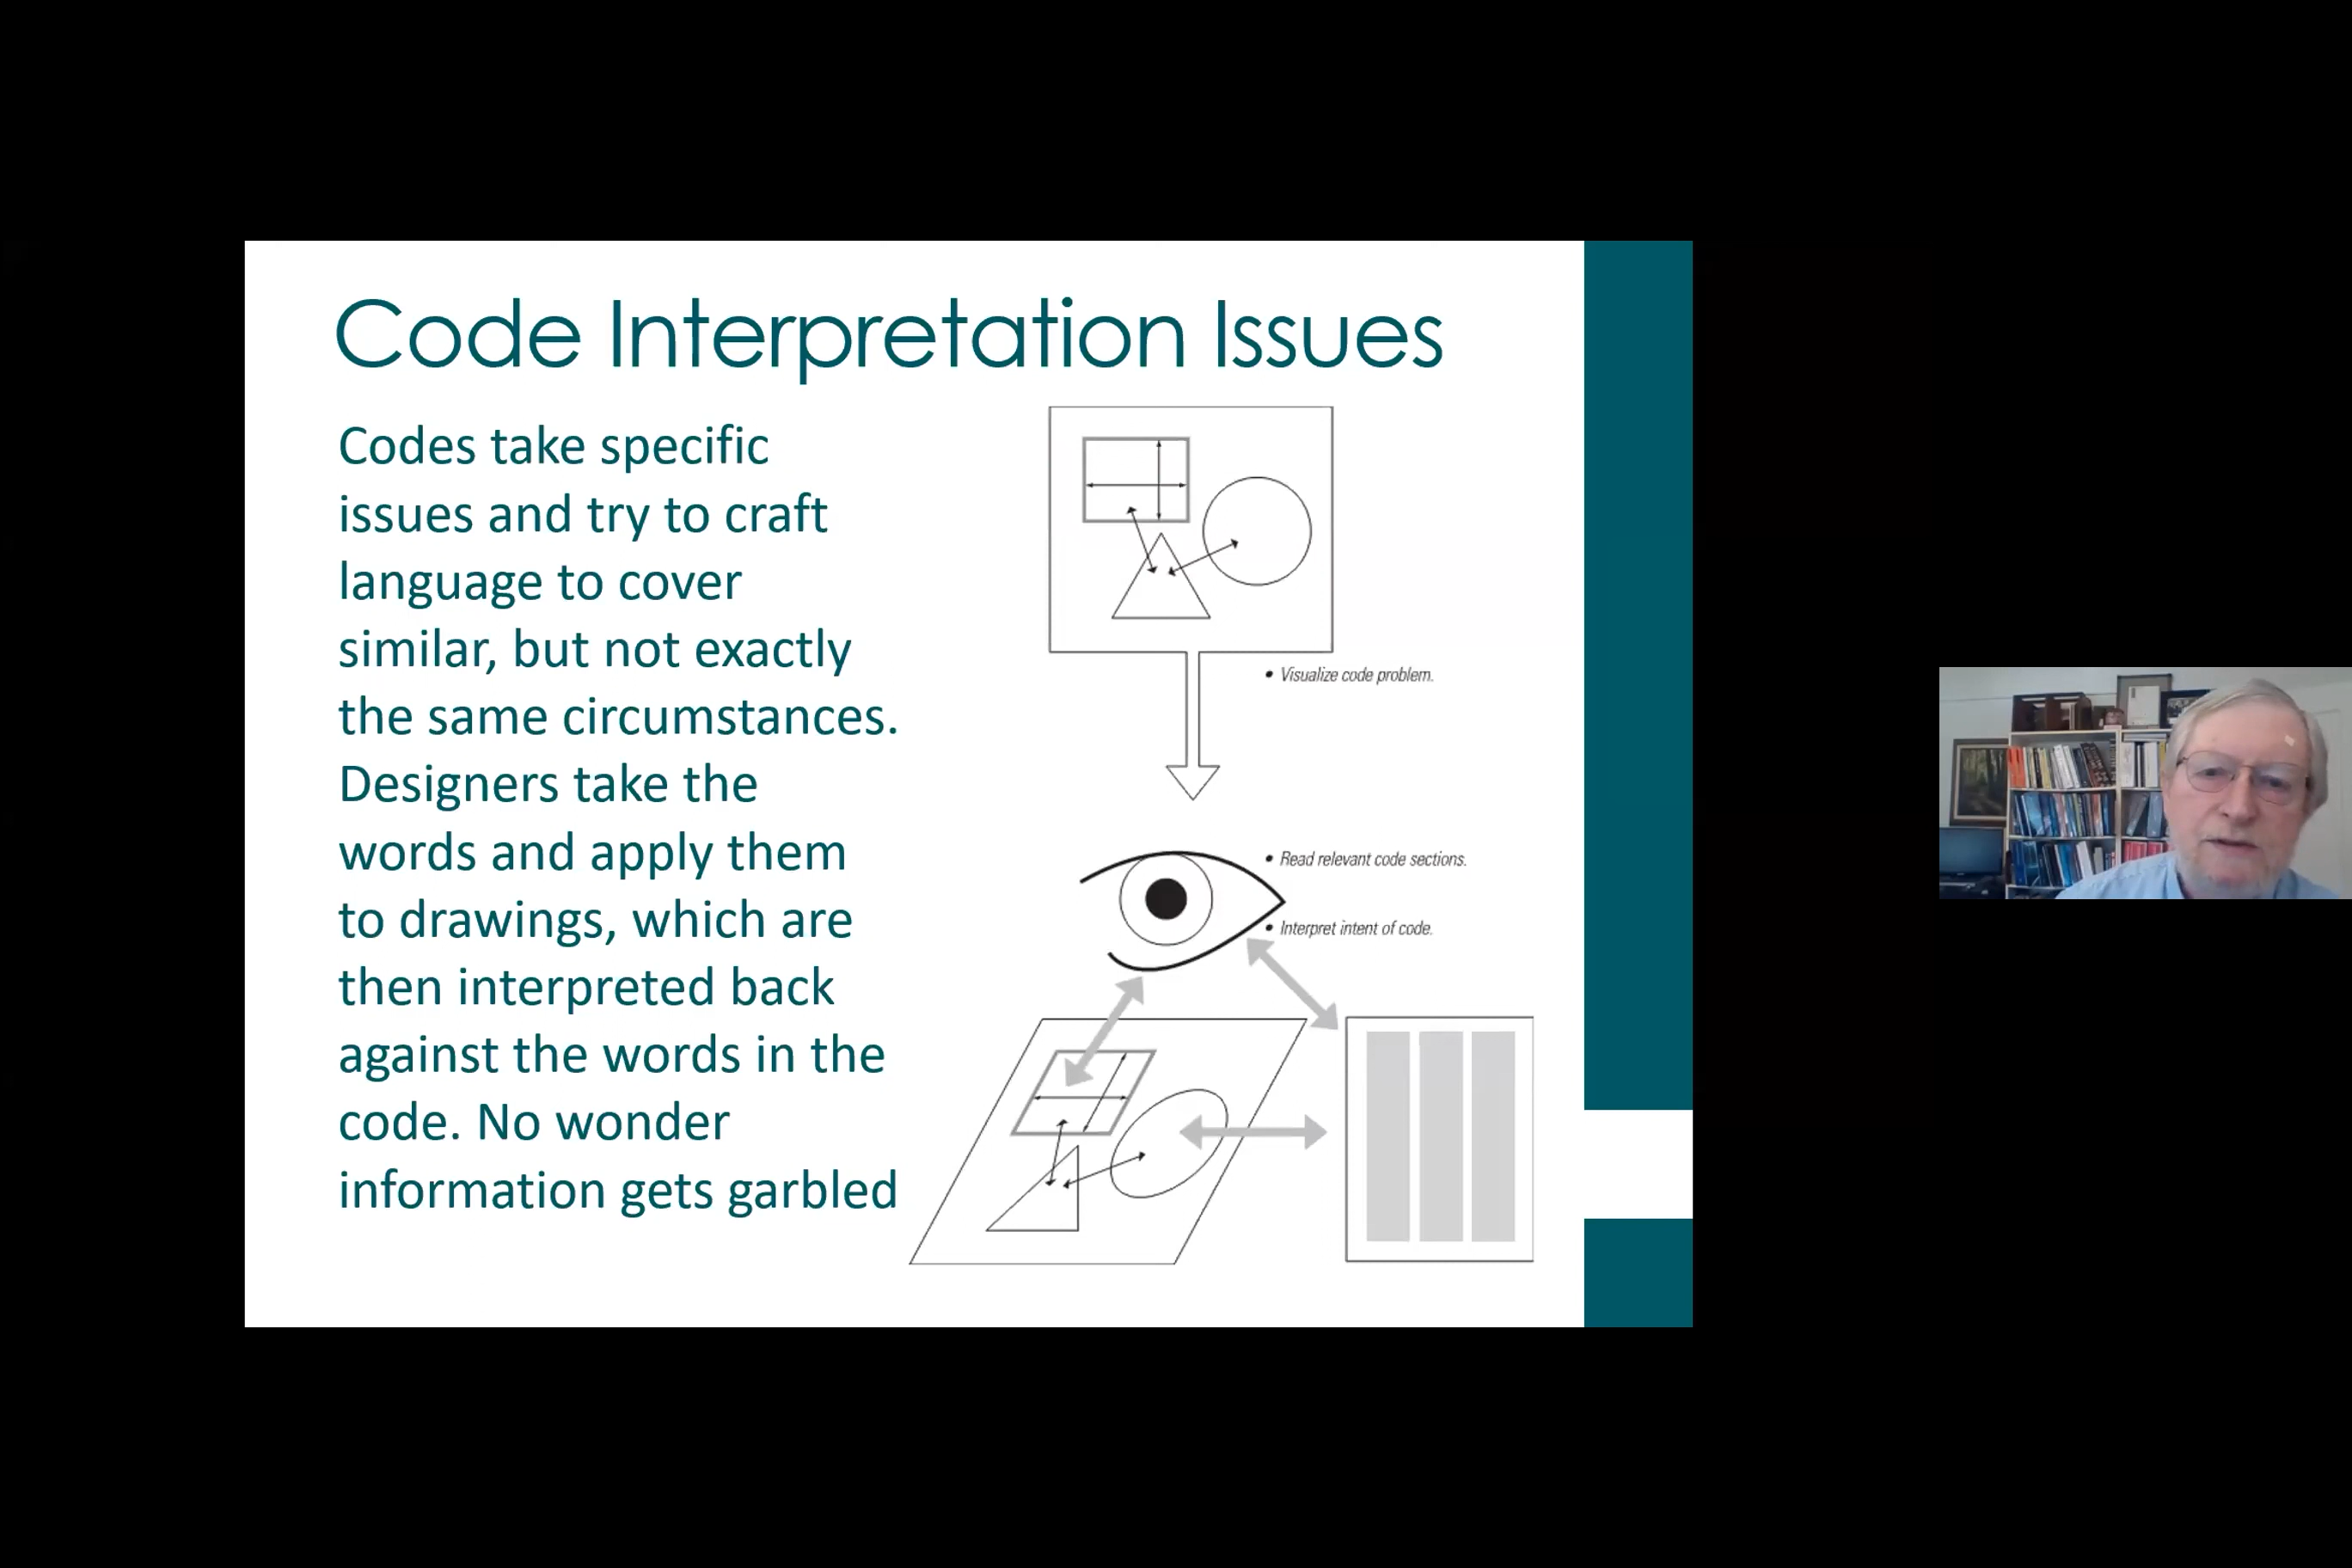 Code Interpretation Issues
Codes take specific
issues and try to craft
language to cover
similar, but not exactly
the same circumstances.
Designers take the
words and apply them
to drawings, which are
then interpreted back
against the words in the
code. No wonder
information gets garbled
• Visualize code problem.
• Read relevant code sections.
• Interpret intent of code.